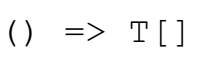 () => T[]